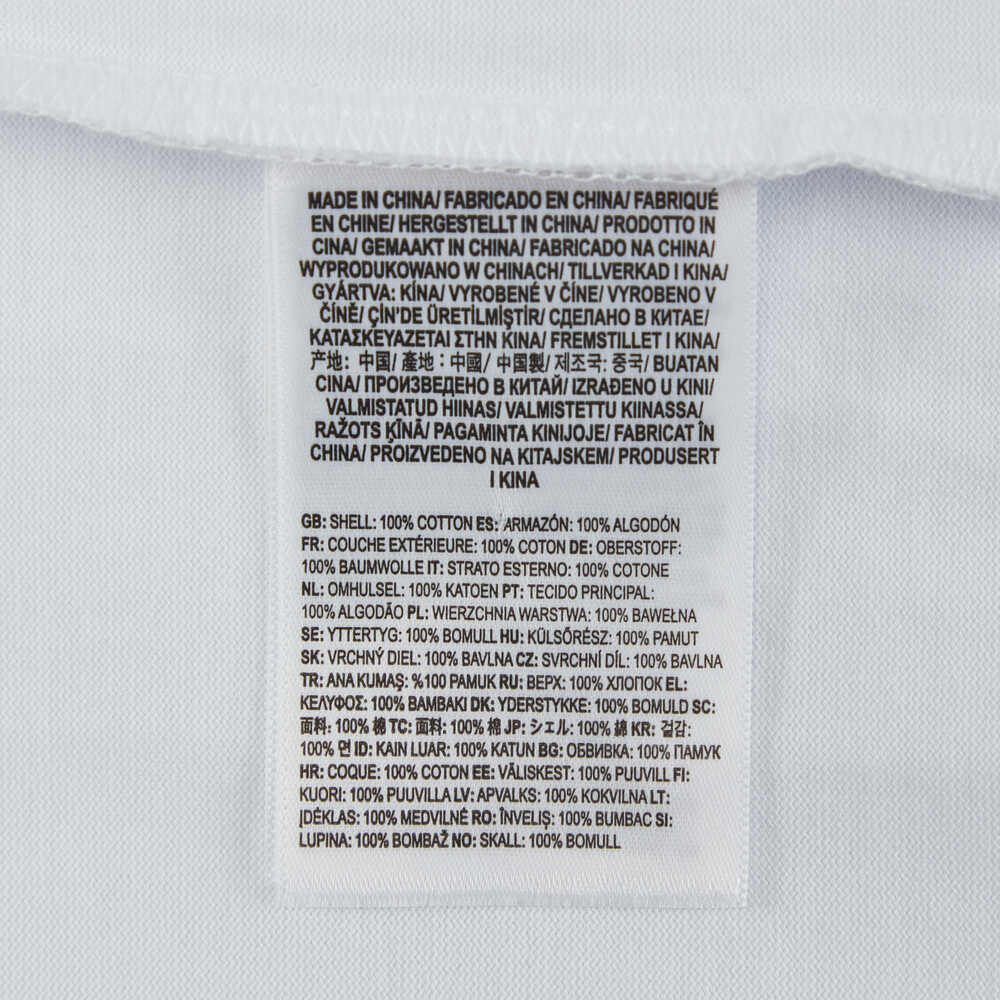 MADE IN CHINA/ FABRICADO EN CHINA/ FABRIQUÉ
EN CHINE/ HERGESTELLT IN CHINA/ PRODOTTO IN
CINA/ GEMAAKT IN CHINA/ FABRICADO NA CHINA/
WYPRODUKOWANO W CHINACH/ TILLVERKAD I KINA/
GYÁRTVA: KÍNA/ VYROBENÉ V ČÍNE/ VYROBENO V
ČÍNĚ/ ÇİN'DE ÜRETİLMİŞTİR/ СДЕЛАНО В КИТАЕ/
ΚΑΤΑΣΚΕΥΑΖΕΤΑΙ ΣΤΗΝ ΚΙΝΑ/ FREMSTILLET I KINA/
产地: 中国/ 產地：中國/ 中国製/ 제조국: 중국/ BUATAN
CINA/ ПРОИЗВЕДЕНО В КИТАЙ/ IZRAĐENO U KINI/
VALMISTATUD HIINAS/ VALMISTETTU KIINASSA/
RAŽOTS ĶĪNĀ/ PAGAMINTA KINIJOJE/ FABRICAT ÎN
CHINA/ PROIZVEDENO NA KITAJSKEM/ PRODUSERT
I KINA
GB: SHELL: 100% COTTON ES: ARMAZÓN: 100% ALGODÓN
FR: COUCHE EXTÉRIEURE: 100% COTON DE: OBERSTOFF:
100% BAUMWOLLE IT: STRATO ESTERNO: 100% COTONE
NL: OMHULSEL: 100% KATOEN PT: TECIDO PRINCIPAL:
100% ALGODÃO PL: WIERZCHNIA WARSTWA: 100% BAWEŁNA
SE: YTTERTYG: 100% BOMULL HU: KÜLSŐRÉSZ: 100% PAMUT
SK: VRCHNÝ DIEL: 100% BAVLNA CZ: SVRCHNÍ DÍL: 100% BAVLNA
TR: ANA KUMAŞ: %100 PAMUK RU: ВЕРХ: 100% ХЛОПОК EL:
ΚΕΛΥΦΟΣ: 100% ΒΑΜΒΑΚΙ DK: YDERSTYKKE: 100% BOMULD SC:
面料: 100% 棉 TC: 面料: 100% 棉 JP: シェル: 100% 綿 KR: 겉감:
100% 면 ID: KAIN LUAR: 100% KATUN BG: ОБВИВКА: 100% ПАМУК
HR: COQUE: 100% COTON EE: VÄLISKEST: 100% PUUVILL FI:
KUORI: 100% PUUVILLA LV: APVALKS: 100% KOKVILNA LT:
ĮDĖKLAS: 100% MEDVILNĖ RO: ÎNVELIŞ: 100% BUMBAC SI:
LUPINA: 100% BOMBAŽ NO: SKALL: 100% BOMULL